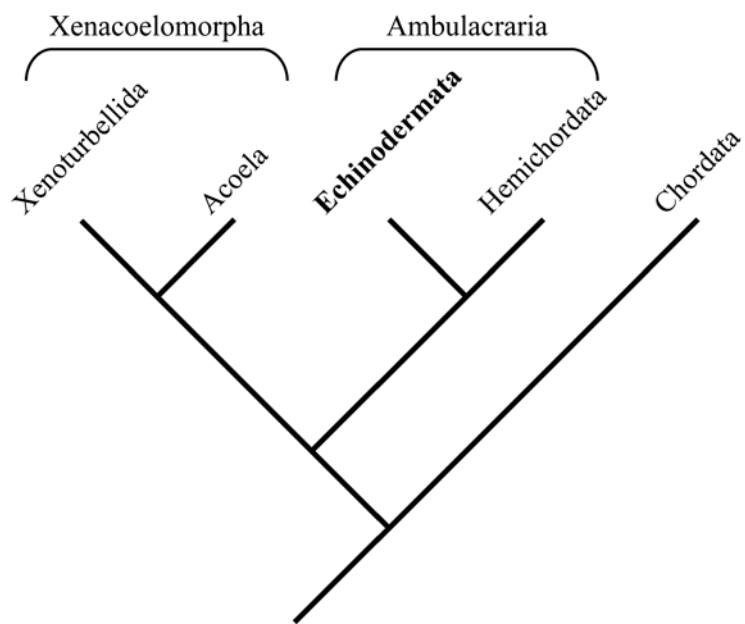 Xenacoelomorpha
Ambulacraria
Xenoturbellida
Acoela
Echinodermata
Hemichordata
Chordata